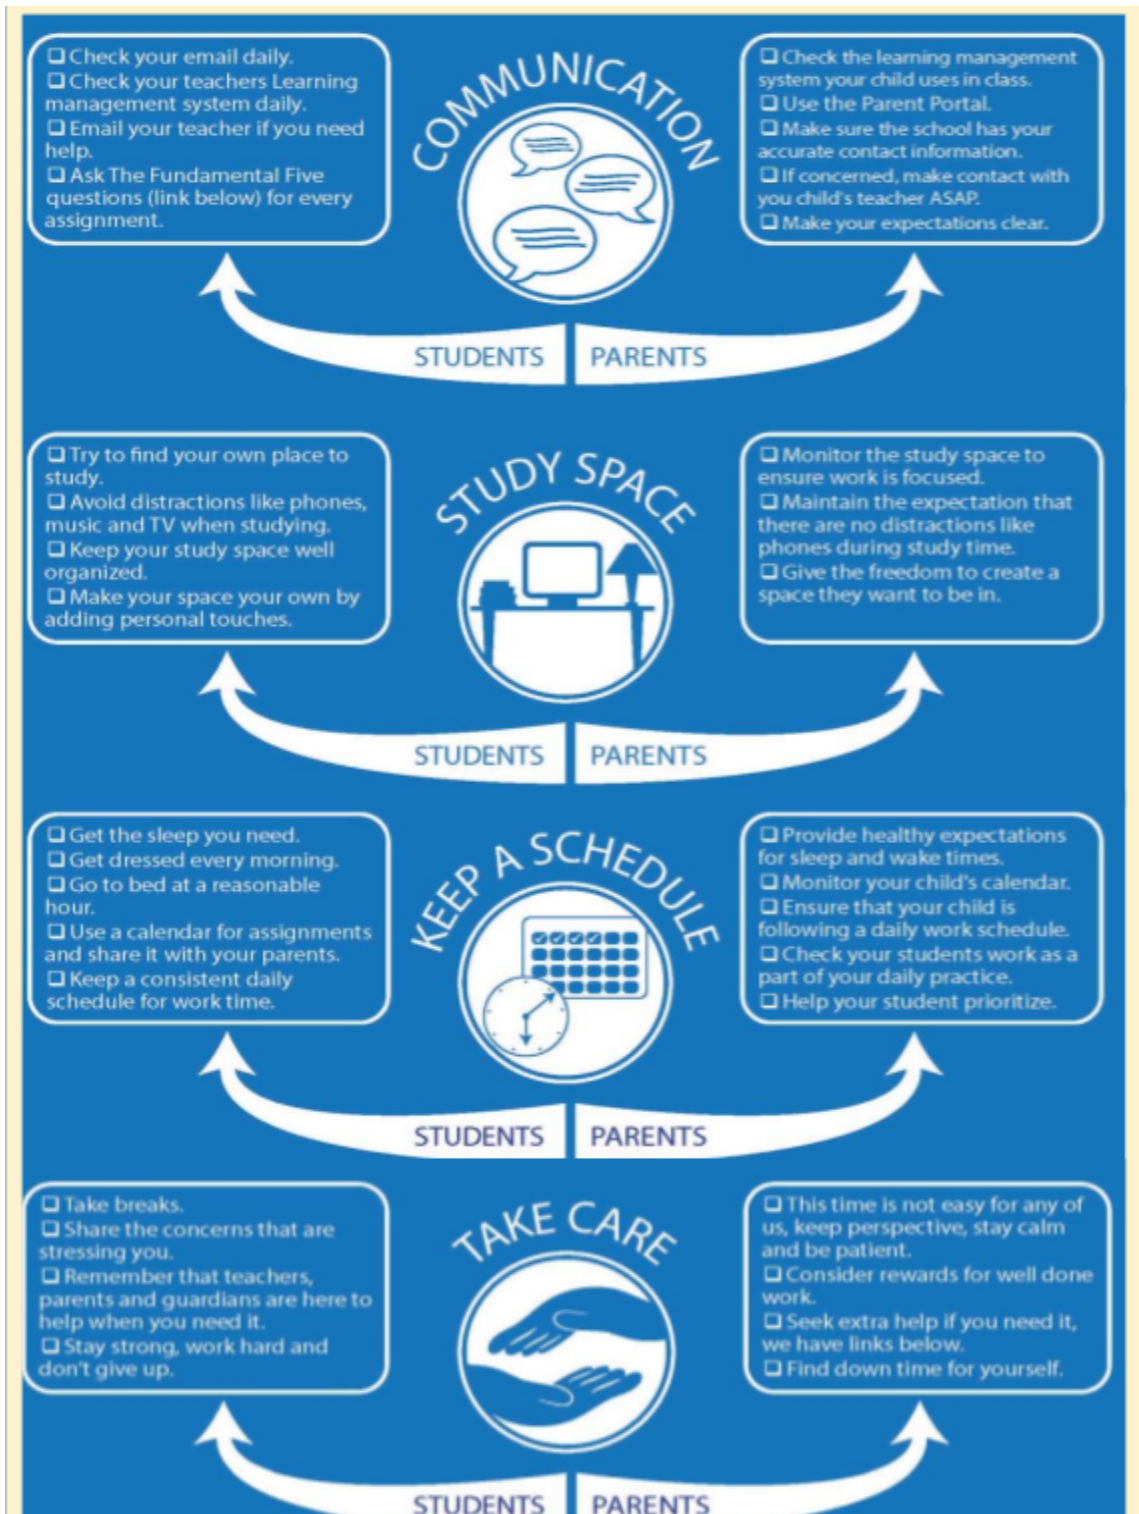 COMMUNICATION
❑ Check your email daily.
❑ Check your teachers Learning
management system daily.
❑ Email your teacher if you need
help.
❑ Ask The Fundamental Five
questions (link below) for every
assignment.
❑ Check the learning management
system your child uses in class.
❑ Use the Parent Portal.
❑ Make sure the school has your
accurate contact information.
❑ If concerned, make contact with
you child's teacher ASAP.
❑ Make your expectations clear.
STUDENTS
PARENTS
STUDY SPACE
❑ Try to find your own place to
study.
❑ Avoid distractions like phones,
music and TV when studying.
❑ Keep your study space well
organized.
❑ Make your space your own by
adding personal touches.
❑ Monitor the study space to
ensure work is focused.
❑ Maintain the expectation that
there are no distractions like
phones during study time.
❑ Give the freedom to create a
space they want to be in.
STUDENTS
PARENTS
KEEP A SCHEDULE
❑ Get the sleep you need.
❑ Get dressed every morning.
❑ Go to bed at a reasonable
hour.
❑ Use a calendar for assignments
and share it with your parents.
❑ Keep a consistent daily
schedule for work time.
❑ Provide healthy expectations
for sleep and wake times.
❑ Monitor your child's calendar.
❑ Ensure that your child is
following a daily work schedule.
❑ Check your students work as a
part of your daily practice.
❑ Help your student prioritize.
STUDENTS
PARENTS
TAKE CARE
❑ Take breaks.
❑ Share the concerns that are
stressing you.
❑ Remember that teachers,
parents and guardians are here to
help when you need it.
❑ Stay strong, work hard and
don't give up.
❑ This time is not easy for any of
us, keep perspective, stay calm
and be patient.
❑ Consider rewards for well done
work.
❑ Seek extra help if you need it,
we have links below.
❑ Find down time for yourself.
STUDENTS
PARENTS